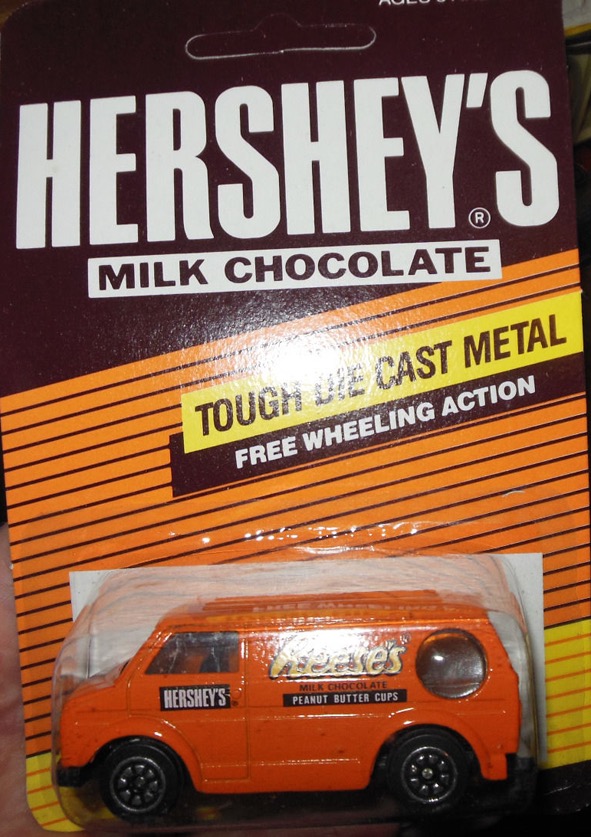 HERSHEY'S®
MILK CHOCOLATE
TOUGH DIE CAST METAL
FREE WHEELING ACTION
Reese's
MILK CHOCOLATE
PEANUT BUTTER CUPS
HERSHEY'S